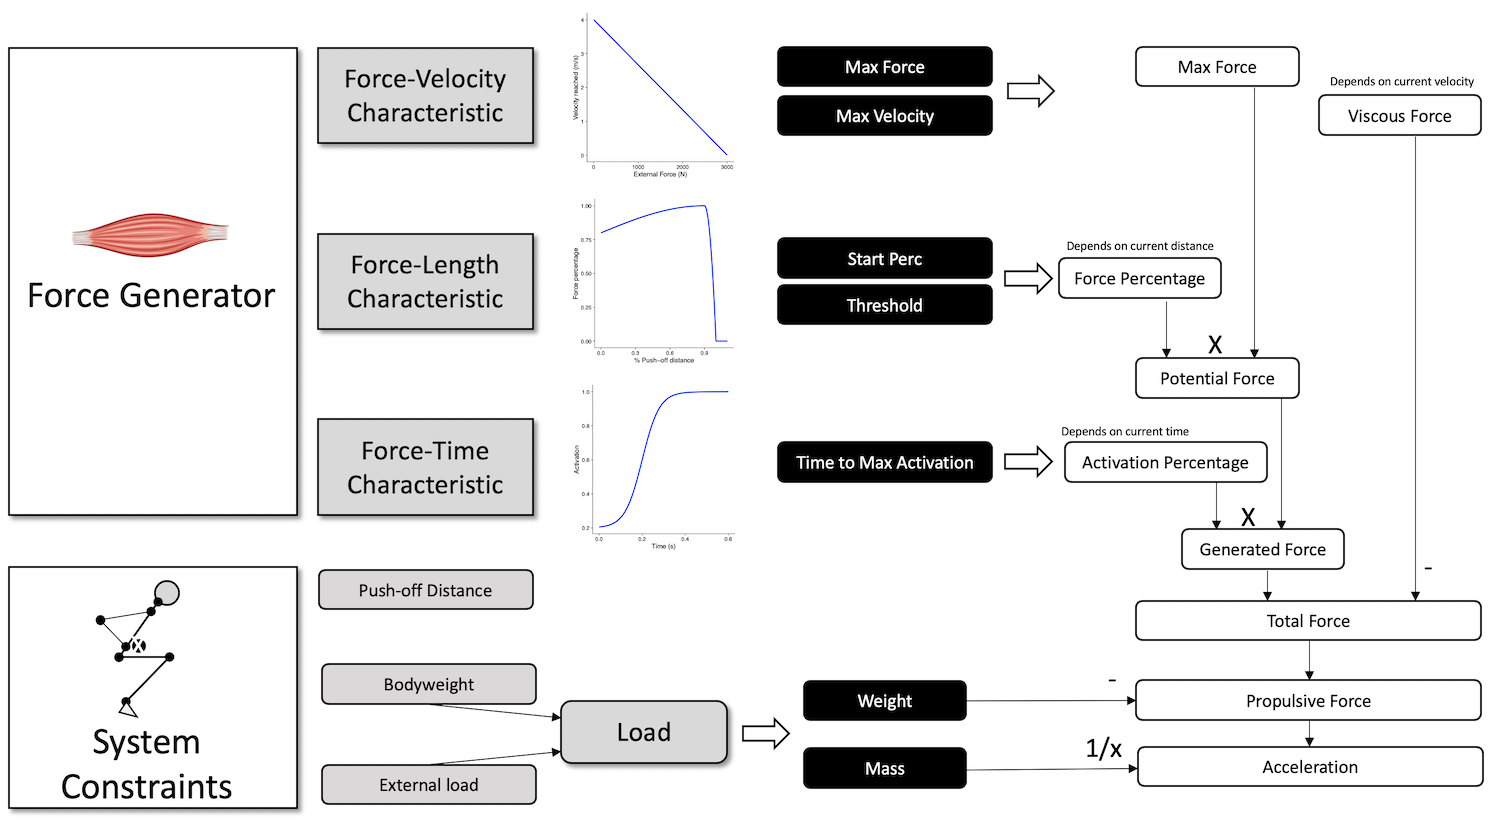 Force Generator
Force-Velocity
Characteristic
Velocity reached (m/s)
4
3
2
1
0
0 1000 2000 3000
External Force (N)
Max Force
Max Velocity
Max Force
Depends on current velocity
Viscous Force
Force-Length
Characteristic
Force percentage
1.00
0.75
0.50
0.25
0.00
0.0 0.3 0.6 0.9
% Push-off distance
Start Perc
Threshold
Depends on current distance
Force Percentage
X
Potential Force
Force-Time
Characteristic
Activation
1.0
0.8
0.6
0.4
0.2
0.0 0.2 0.4 0.6
Time (s)
Time to Max Activation
Depends on current time
Activation Percentage
X
Generated Force
-
Total Force
System
Constraints
Push-off Distance
Bodyweight
External load
Load
Weight
-
Propulsive Force
Mass
1/x
Acceleration